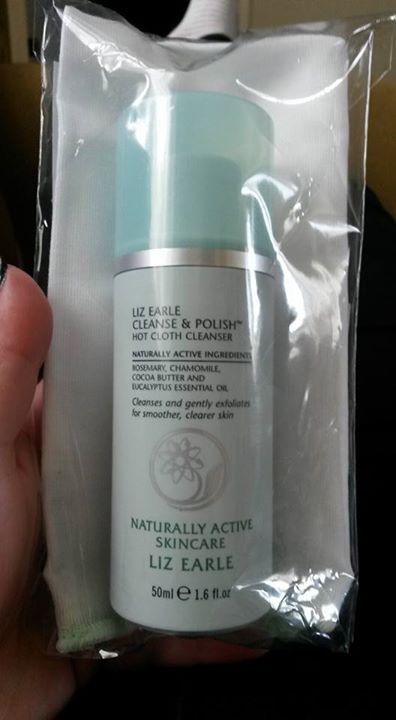 LIZ EARLE
CLEANSE & POLISH™
HOT CLOTH CLEANSER
NATURALLY ACTIVE INGREDIENTS
ROSEMARY, CHAMOMILE,
COCOA BUTTER AND
EUCALYPTUS ESSENTIAL OIL
Cleanses and gently exfoliates
for smoother, clearer skin
NATURALLY ACTIVE
SKINCARE
LIZ EARLE
50ml ℮ 1.6 fl.oz